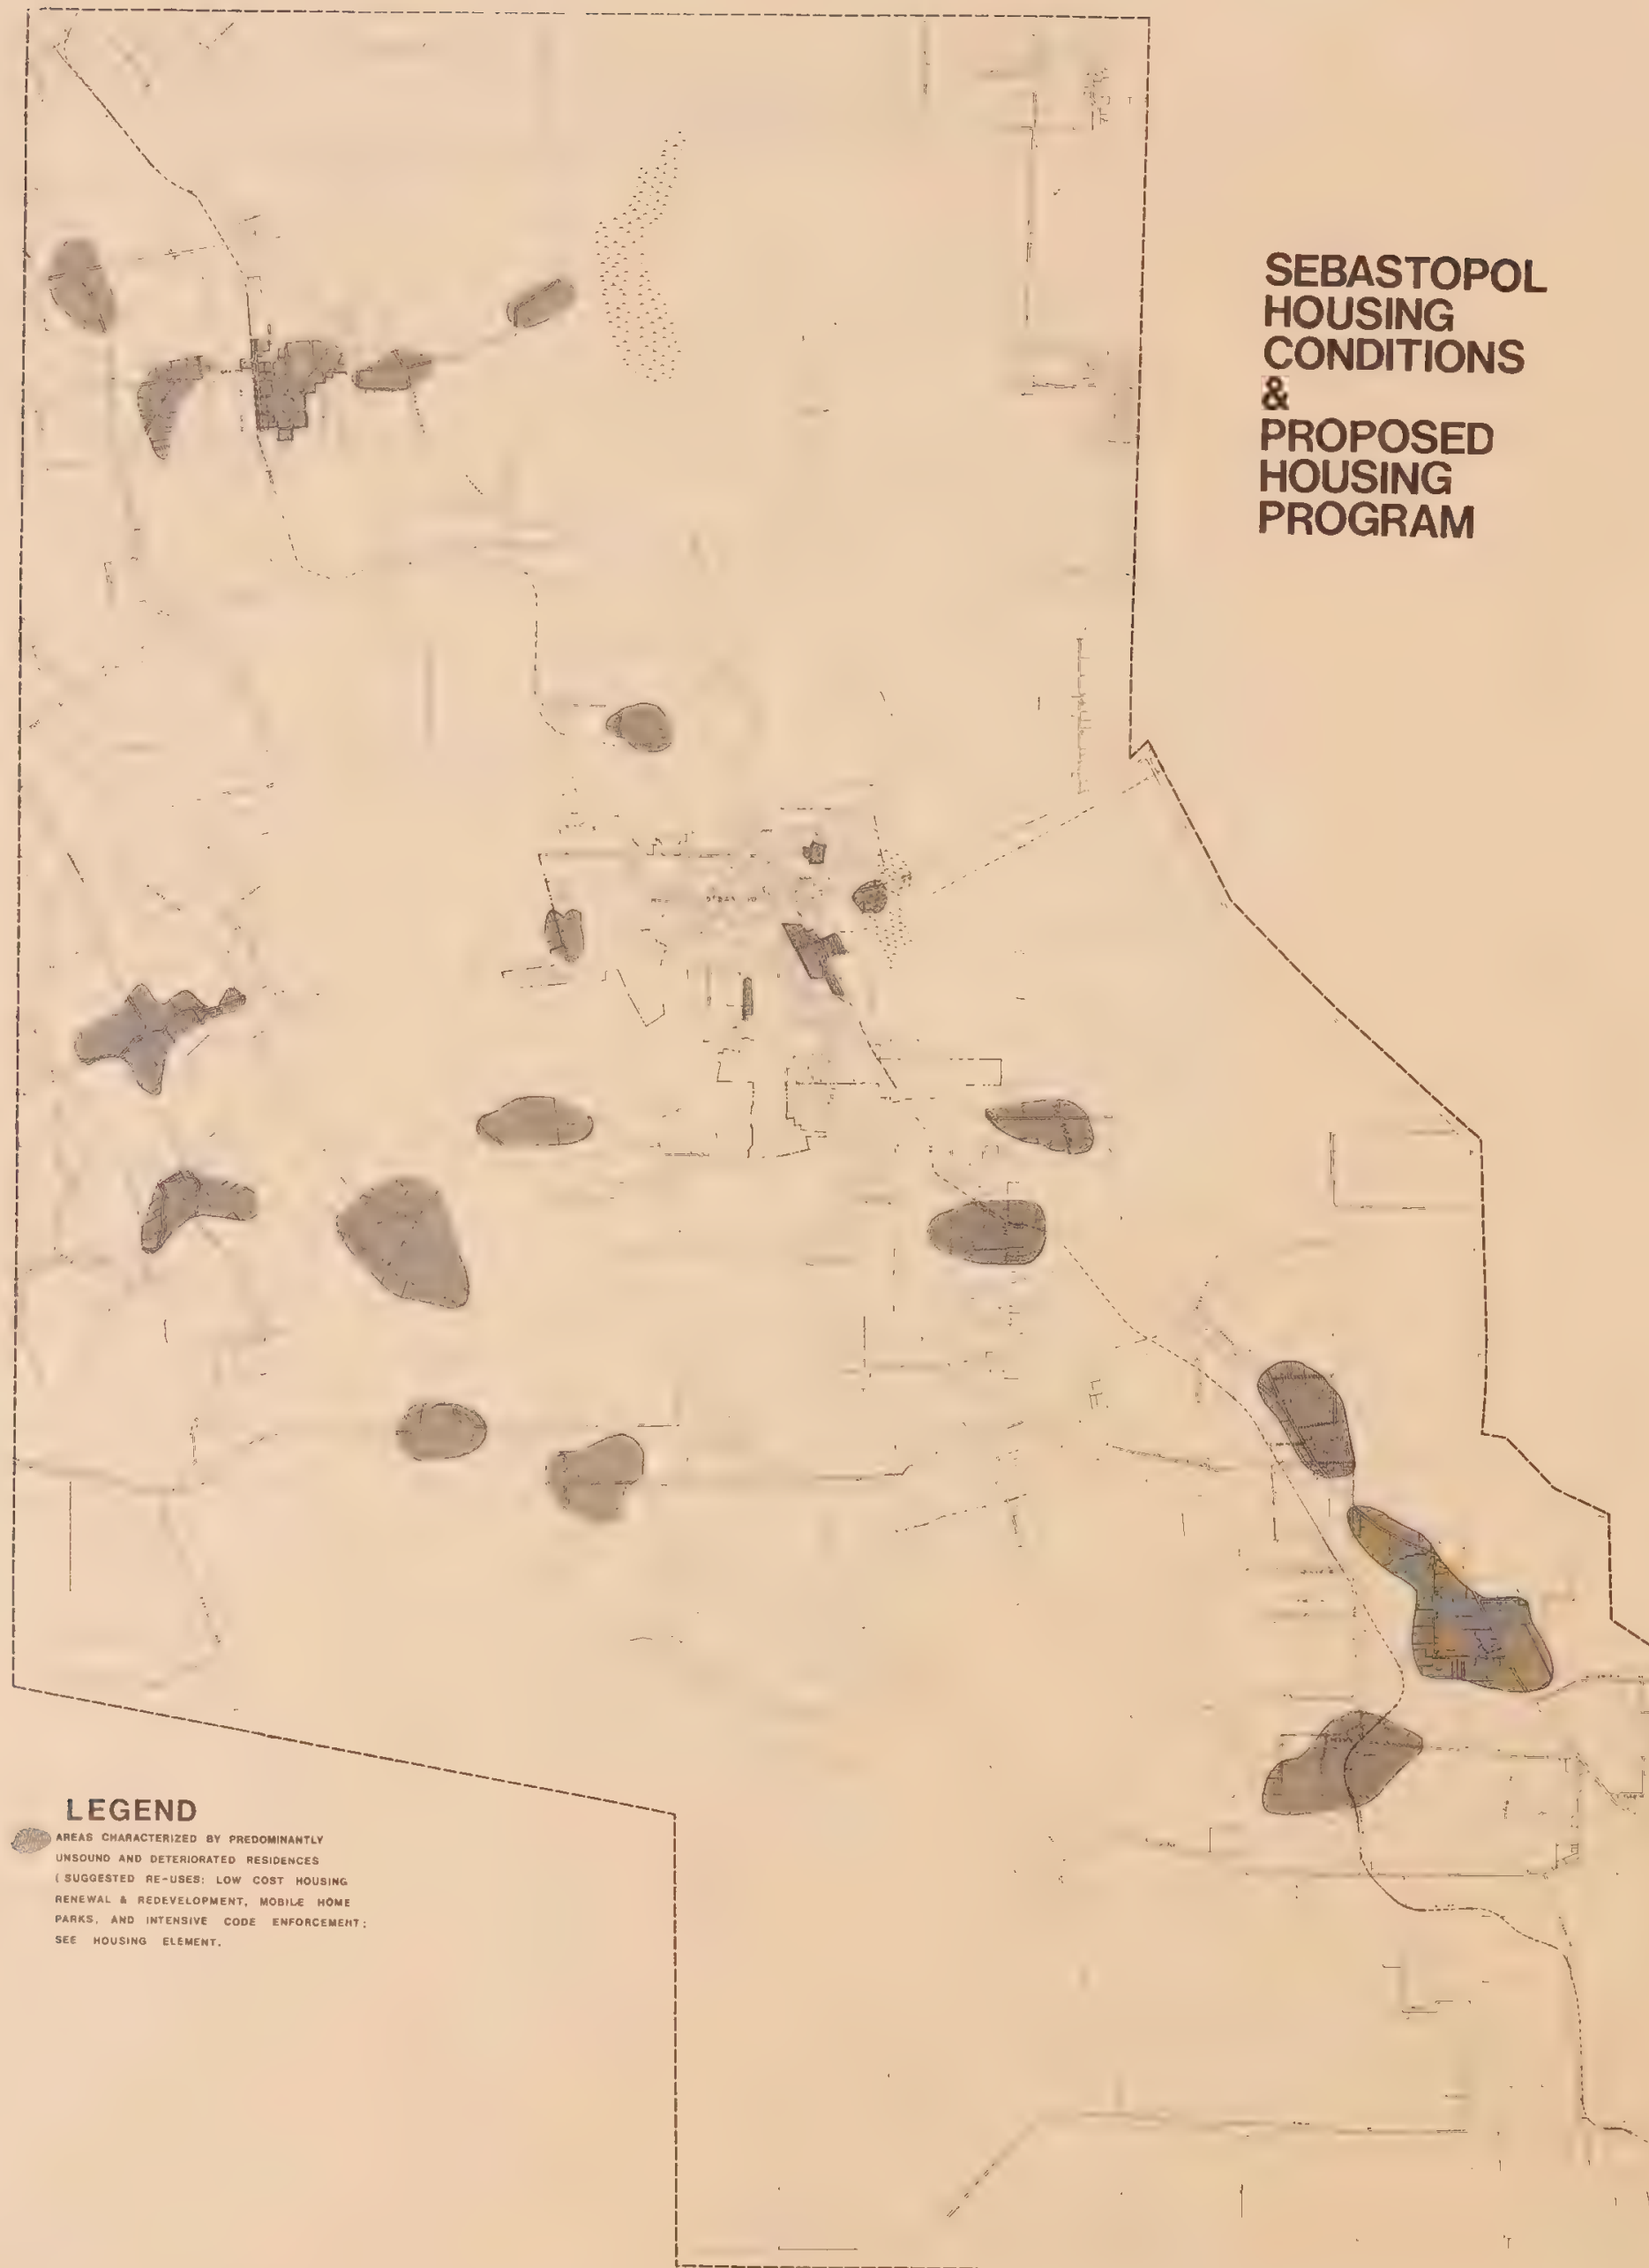 SEBASTOPOL
HOUSING
CONDITIONS
&
PROPOSED
HOUSING
PROGRAM
LEGEND
AREAS CHARACTERIZED BY PREDOMINANTLY
UNSOUND AND DETERIORATED RESIDENCES
( SUGGESTED RE-USES: LOW COST HOUSING
RENEWAL & REDEVELOPMENT, MOBILE HOME
PARKS, AND INTENSIVE CODE ENFORCEMENT;
SEE HOUSING ELEMENT.